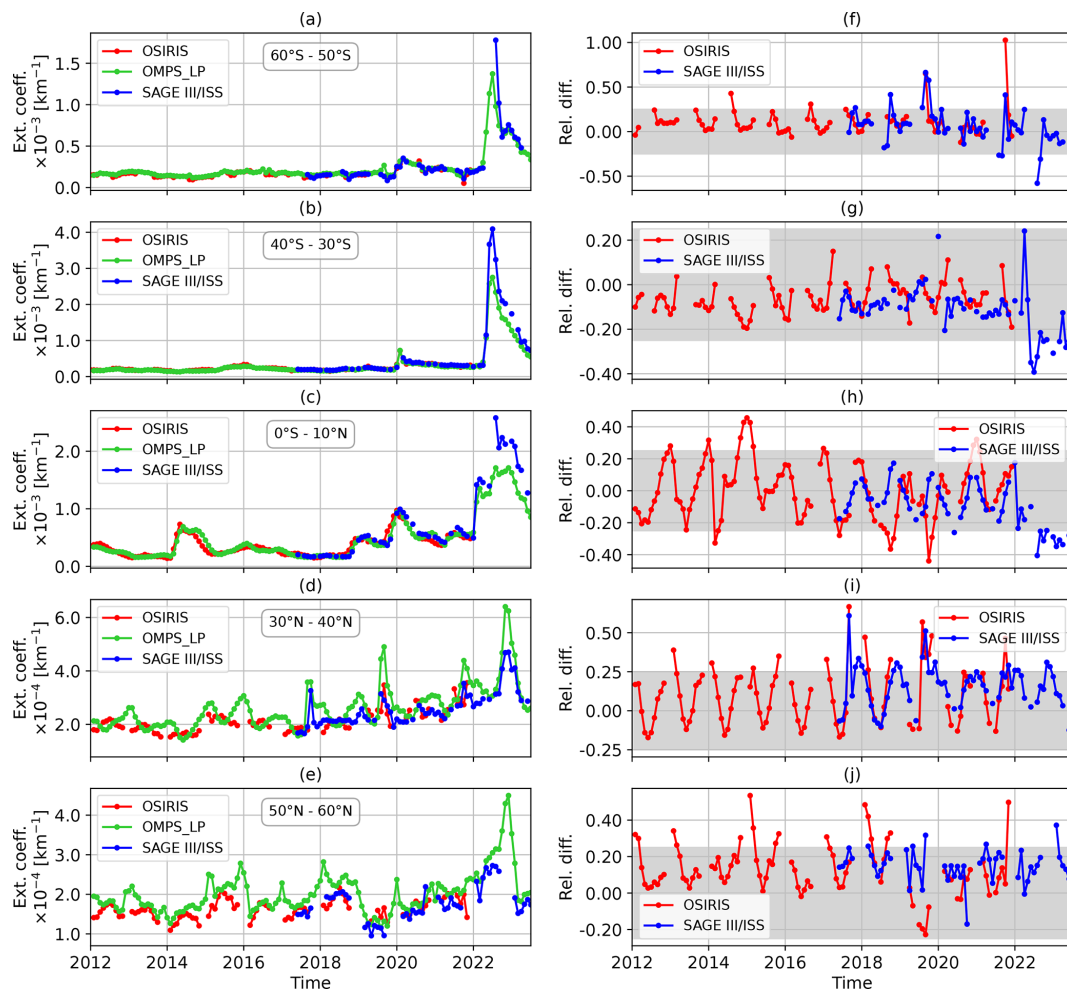 (a)
Ext. coeff.
×10⁻³ [km⁻¹]
1.5
1.0
0.5
0.0
OSIRIS
OMPS_LP
SAGE III/ISS
60°S - 50°S
(f)
Rel. diff.
1.00
0.50
0.00
-0.50
OSIRIS
SAGE III/ISS
(b)
Ext. coeff.
×10⁻³ [km⁻¹]
4.0
3.0
2.0
1.0
0.0
OSIRIS
OMPS_LP
SAGE III/ISS
40°S - 30°S
(g)
Rel. diff.
0.20
0.00
-0.20
-0.40
OSIRIS
SAGE III/ISS
(c)
Ext. coeff.
×10⁻³ [km⁻¹]
2.0
1.0
0.0
OSIRIS
OMPS_LP
SAGE III/ISS
0°S - 10°N
(h)
Rel. diff.
0.40
0.20
0.00
-0.20
-0.40
OSIRIS
SAGE III/ISS
(d)
Ext. coeff.
×10⁻⁴ [km⁻¹]
6.0
4.0
2.0
OSIRIS
OMPS_LP
SAGE III/ISS
30°N - 40°N
(i)
Rel. diff.
0.50
0.25
0.00
-0.25
OSIRIS
SAGE III/ISS
(e)
Ext. coeff.
×10⁻⁴ [km⁻¹]
4.0
3.0
2.0
1.0
OSIRIS
OMPS_LP
SAGE III/ISS
50°N - 60°N
2012 2014 2016 2018 2020 2022
Time
(j)
Rel. diff.
0.40
0.20
0.00
-0.20
OSIRIS
SAGE III/ISS
2012 2014 2016 2018 2020 2022
Time